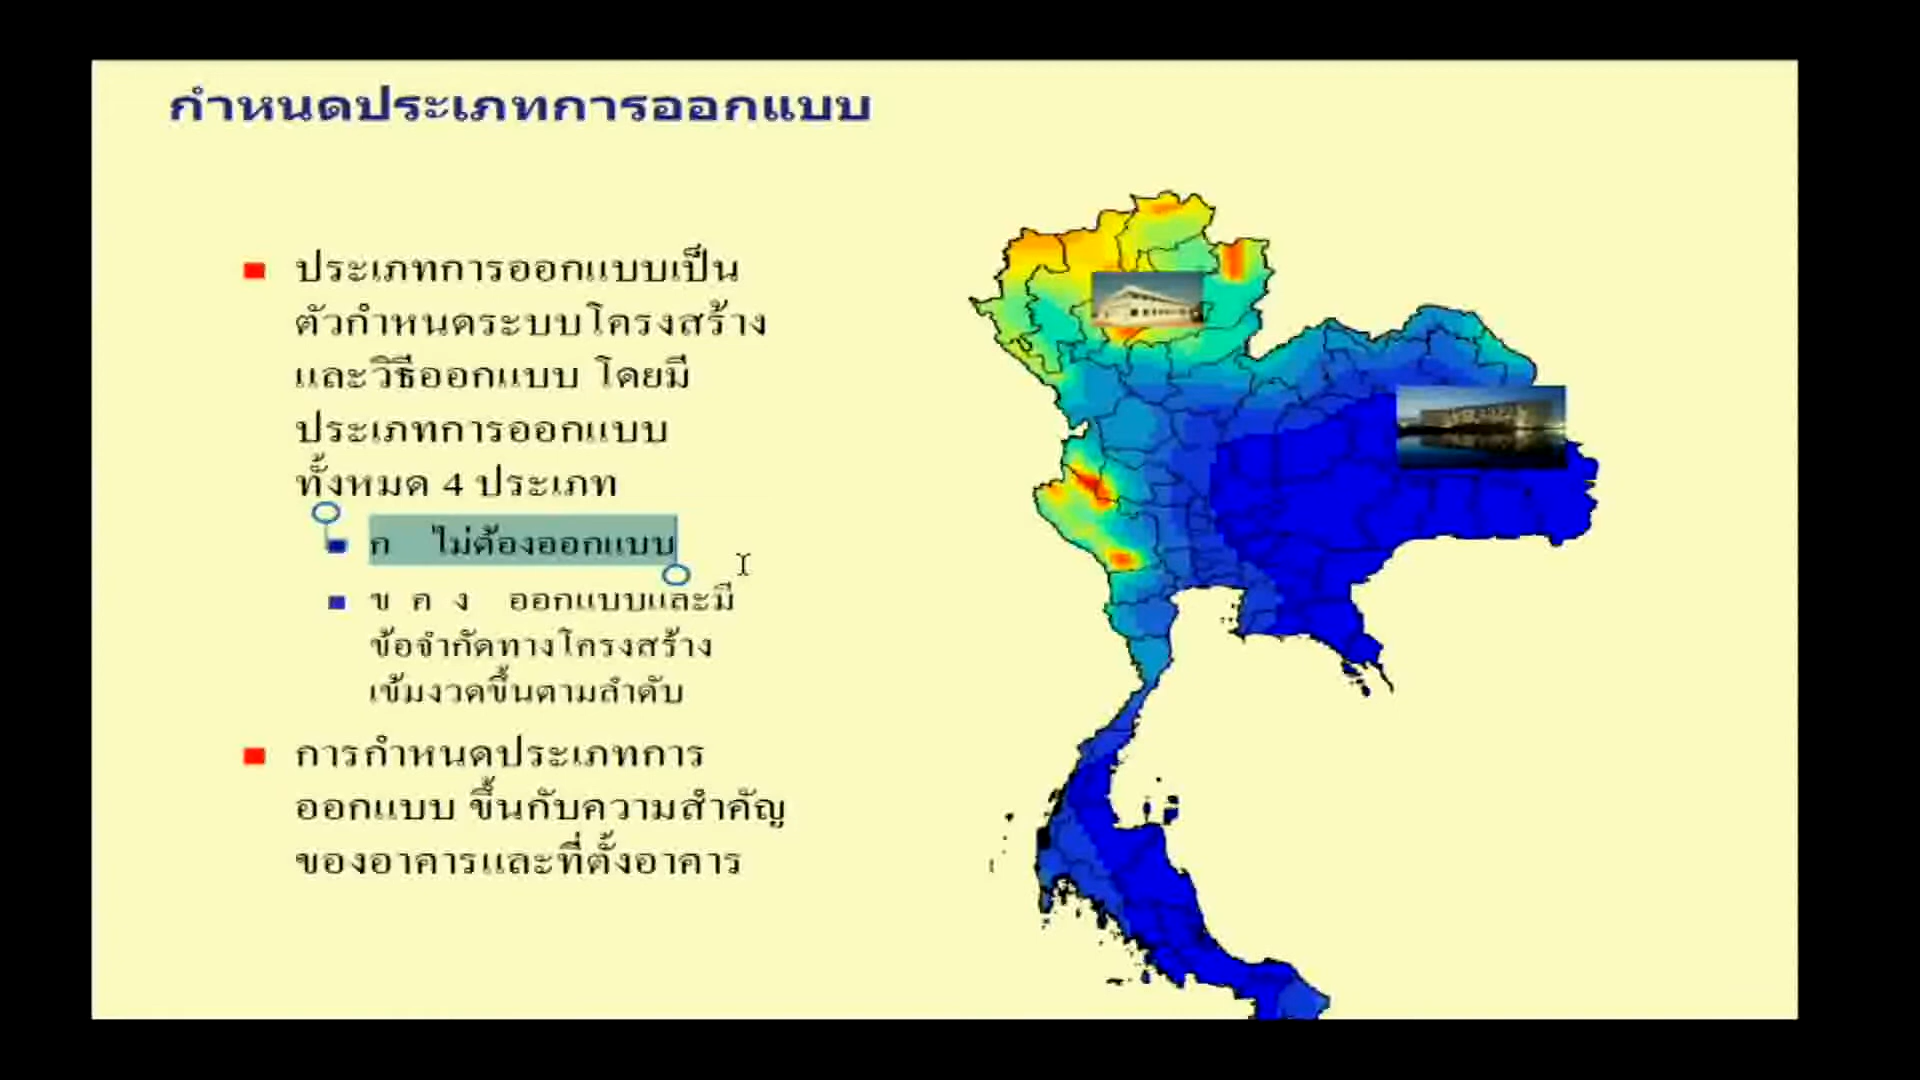 กำหนดประเภทการออกแบบ
ประเภทการออกแบบเป็น
ตัวกำหนดระบบโครงสร้าง
และวิธีออกแบบ โดยมี
ประเภทการออกแบบ
ทั้งหมด 4 ประเภท
ก ไม่ต้องออกแบบ
ข ค ง ออกแบบและมี
ข้อจำกัดทางโครงสร้าง
เข้มงวดขึ้นตามลำดับ
การกำหนดประเภทการ
ออกแบบ ขึ้นกับความสำคัญ
ของอาคารและที่ตั้งอาคาร